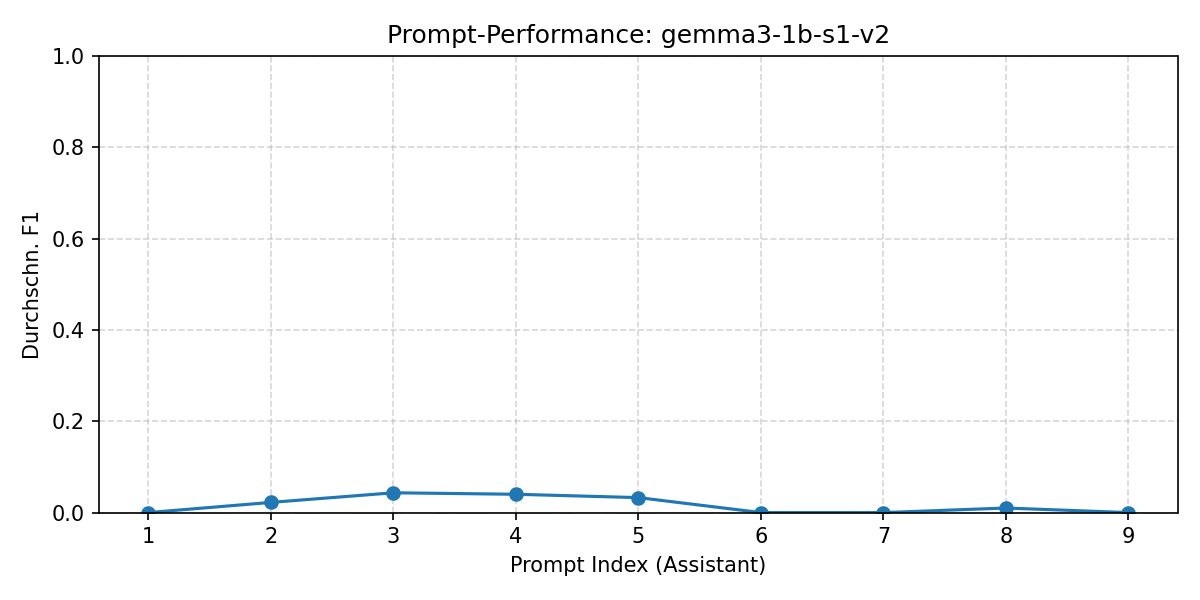 Prompt-Performance: gemma3-1b-s1-v2
1.0
0.8
0.6
0.4
0.2
0.0
Durchschn. F1
1 2 3 4 5 6 7 8 9
Prompt Index (Assistant)